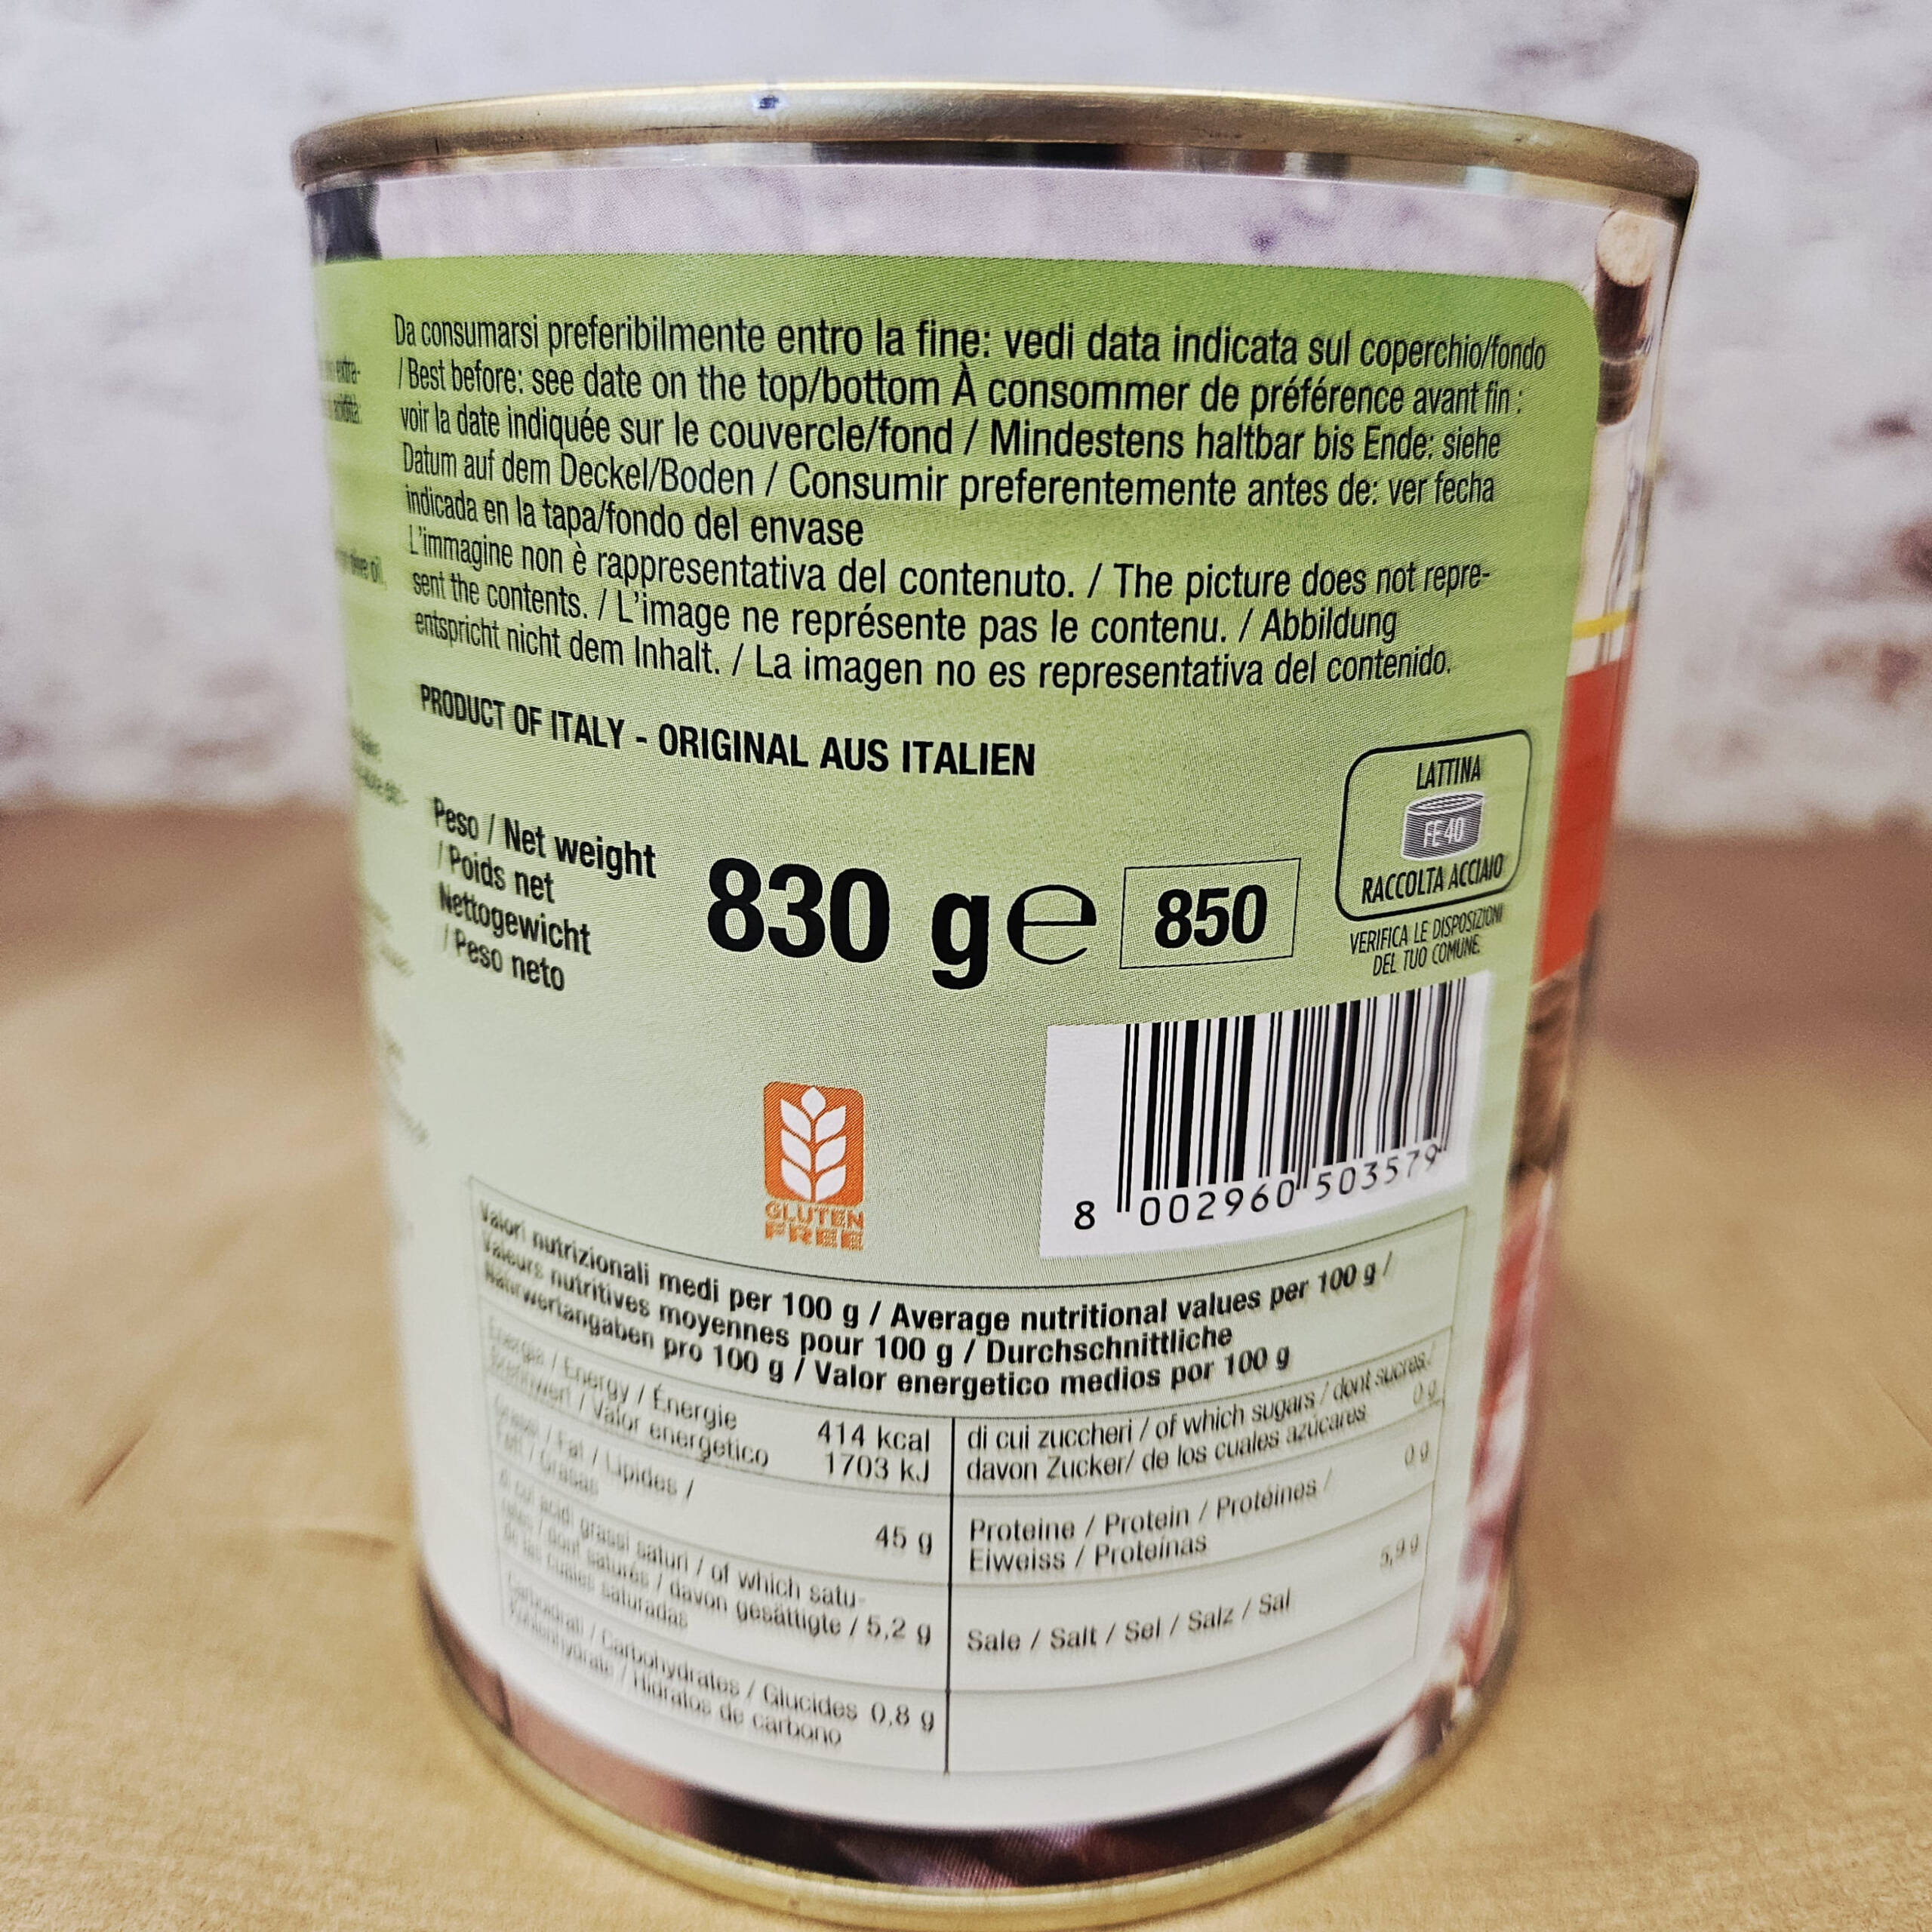 Da consumarsi preferibilmente entro la fine: vedi data indicata sul coperchio/fondo
/ Best before: see date on the top/bottom À consommer de préférence avant fin :
voir la date indiquée sur le couvercle/fond / Mindestens haltbar bis Ende: siehe
Datum auf dem Deckel/Boden / Consumir preferentemente antes de: ver fecha
indicada en la tapa/fondo del envase
L'immagine non è rappresentativa del contenuto. / The picture does not repre-
sent the contents. / L'image ne représente pas le contenu. / Abbildung
entspricht nicht dem Inhalt. / La imagen no es representativa del contenido.
PRODUCT OF ITALY - ORIGINAL AUS ITALIEN
Peso / Net weight
/ Poids net
Nettogewicht
/ Peso neto
830 g e
850
LATTINA
FE 40
RACCOLTA ACCIAIO
VERIFICA LE DISPOSIZIONI
DEL TUO COMUNE
GLUTEN
FREE
8 002960 503579
Valori nutrizionali medi per 100 g / Average nutritional values per 100 g /
Valeurs nutritives moyennes pour 100 g / Durchschnittliche
Nährwertangaben pro 100 g / Valor energetico medios por 100 g
Energia / Energy / Énergie
Brennwert / Valor energetico
414 kcal
1703 kJ
Grassi / Fat / Lipides /
Fett / Grasas
45 g
di cui acidi grassi saturi / of which satu-
rates / dont saturés / davon gesättigte /
de las cuales saturadas
5,2 g
Carboidrati / Carbohydrates / Glucides
Kohlenhydrate / Hidratos de carbono
0,8 g
di cui zuccheri / of which sugars / dont sucres /
davon Zucker/ de los cuales azúcares
0 g
Proteine / Protein / Protéines /
Eiweiss / Proteínas
0 g
Sale / Salt / Sel / Salz / Sal
5,9 g